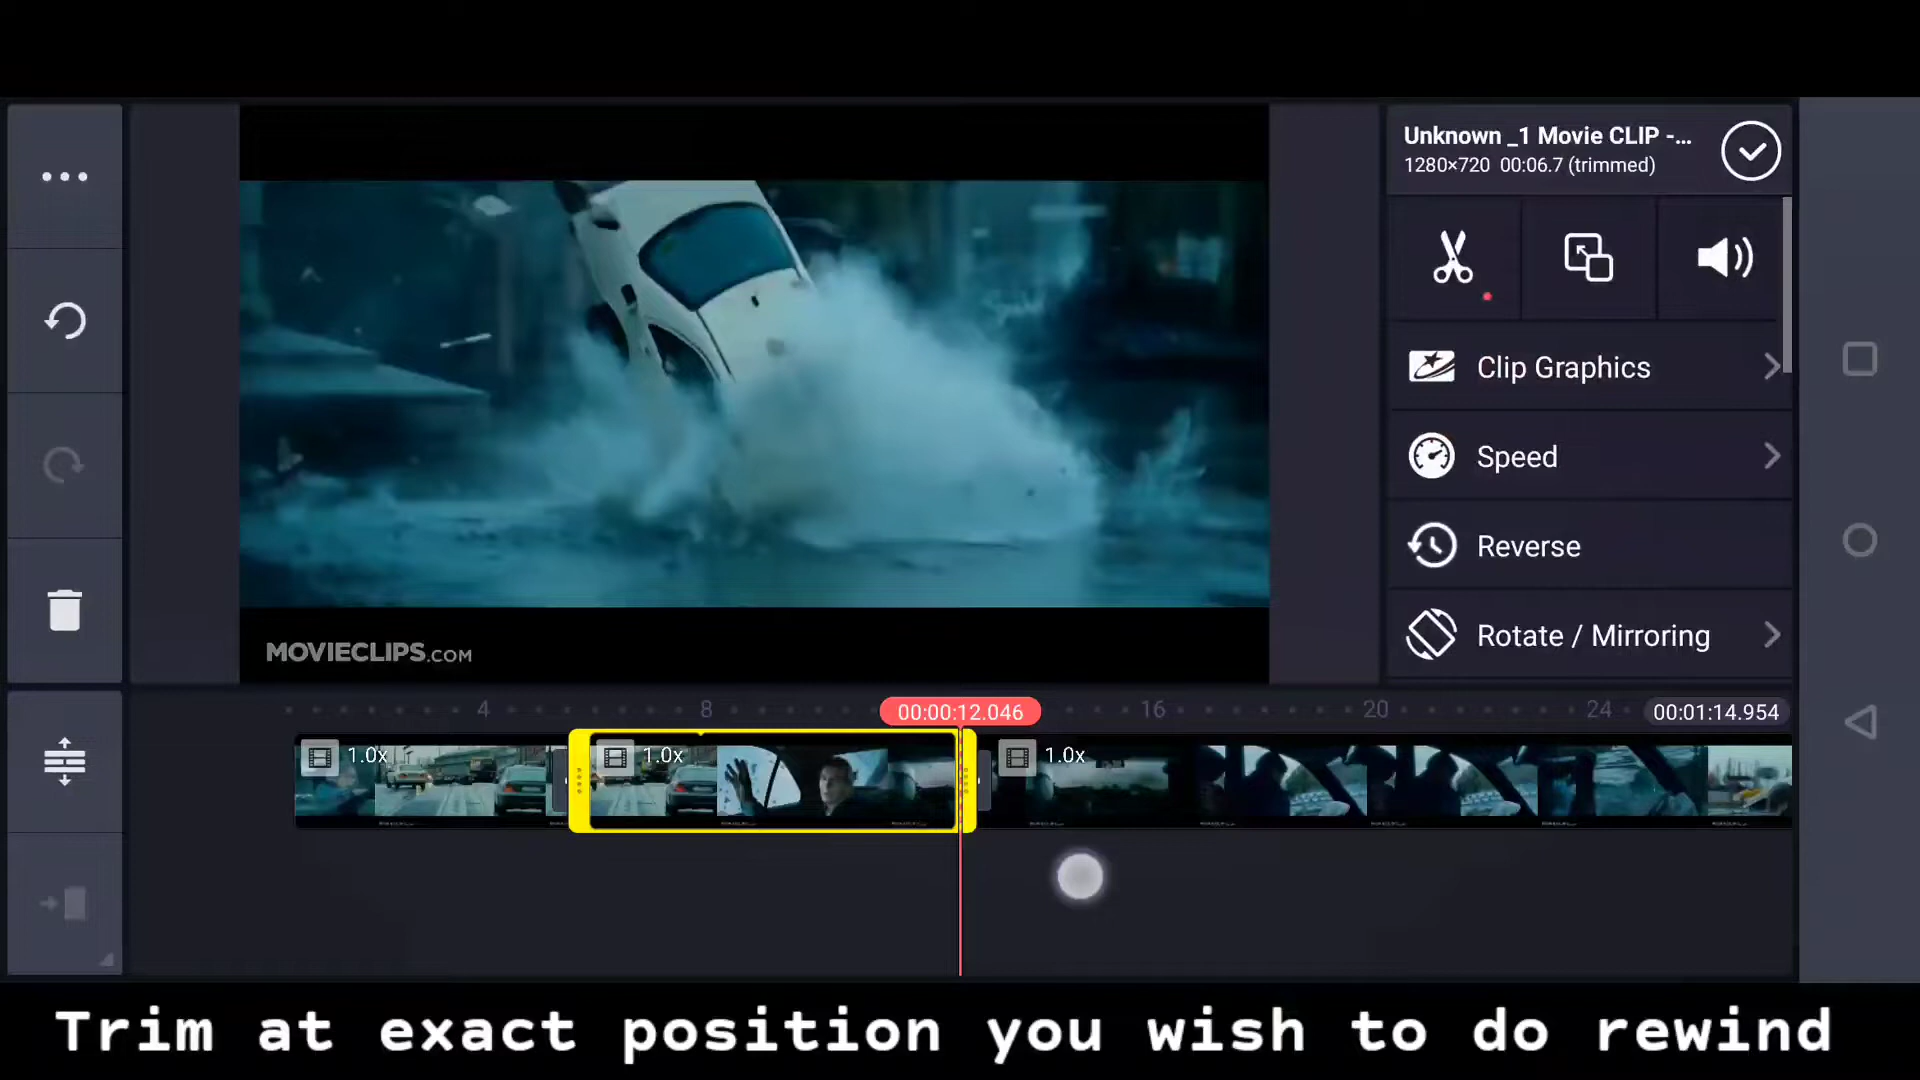 Unknown _1 Movie CLIP -...
1280×720 00:06.7 (trimmed)
Clip Graphics
Speed
Reverse
Rotate / Mirroring
MOVIECLIPS.COM
4 8 00:00:12.046 16 20 24 00:01:14.954
1.0x 1.0x 1.0x
Trim at exact position you wish to do rewind